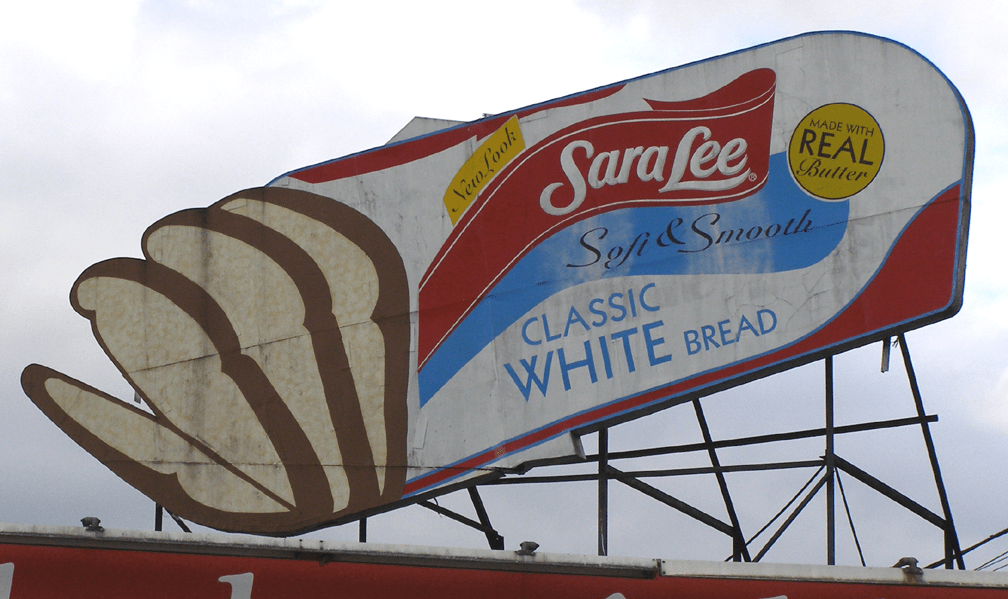 New Look
Sara Lee®
MADE WITH
REAL
Butter
Soft & Smooth
CLASSIC
WHITE BREAD